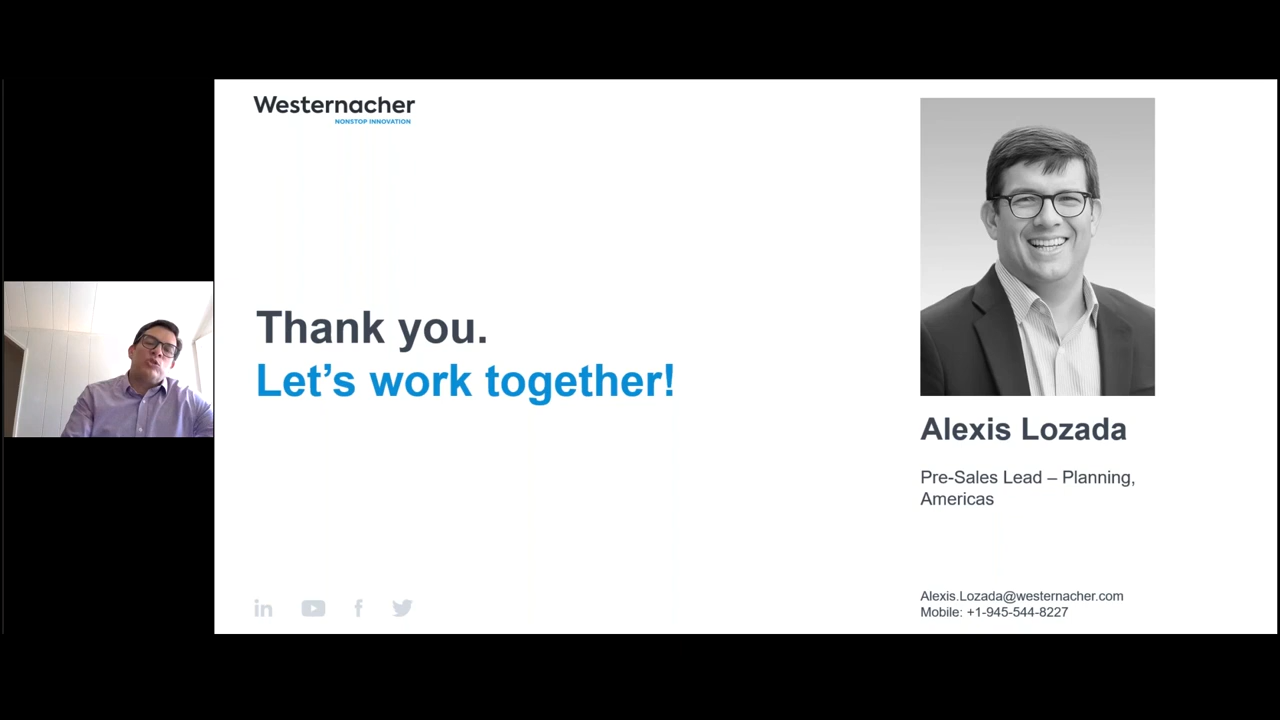 Westernacher
NONSTOP INNOVATION
Thank you.
Let's work together!
Alexis Lozada
Pre-Sales Lead – Planning,
Americas
Alexis.Lozada@westernacher.com
Mobile: +1-945-544-8227